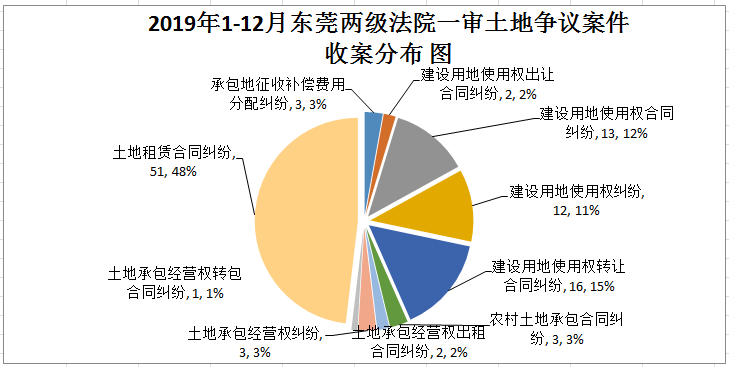 2019年1-12月东莞两级法院一审土地争议案件
收案分布 图
承包地征收补偿费用
分配纠纷, 3, 3%
建设用地使用权出让
合同纠纷, 2, 2%
建设用地使用权合同
纠纷, 13, 12%
建设用地使用权纠纷,
12, 11%
建设用地使用权转让
合同纠纷, 16, 15%
农村土地承包合同纠
纷, 3, 3%
土地承包经营权出租
合同纠纷, 2, 2%
土地承包经营权纠纷,
3, 3%
土地承包经营权转包
合同纠纷, 1, 1%
土地租赁合同纠纷,
51, 48%